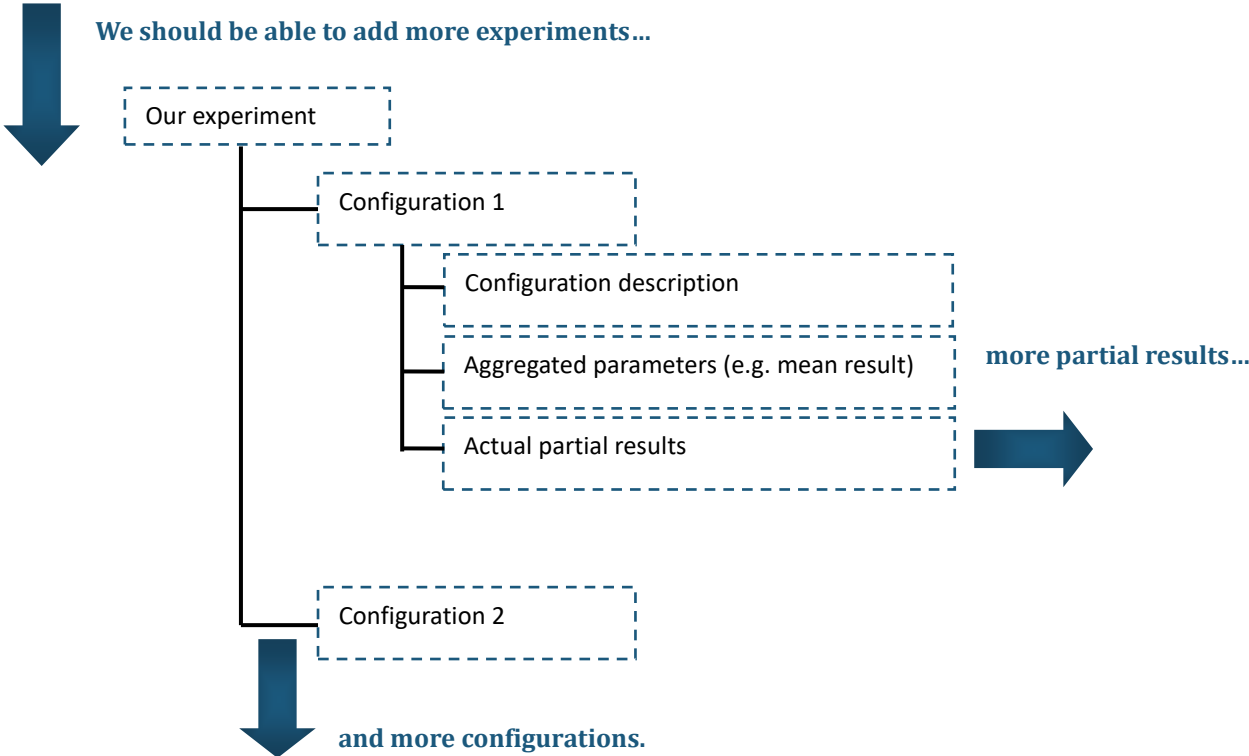 We should be able to add more experiments…
Our experiment
Configuration 1
Configuration description
Aggregated parameters (e.g. mean result)
more partial results…
Actual partial results
Configuration 2
and more configurations.